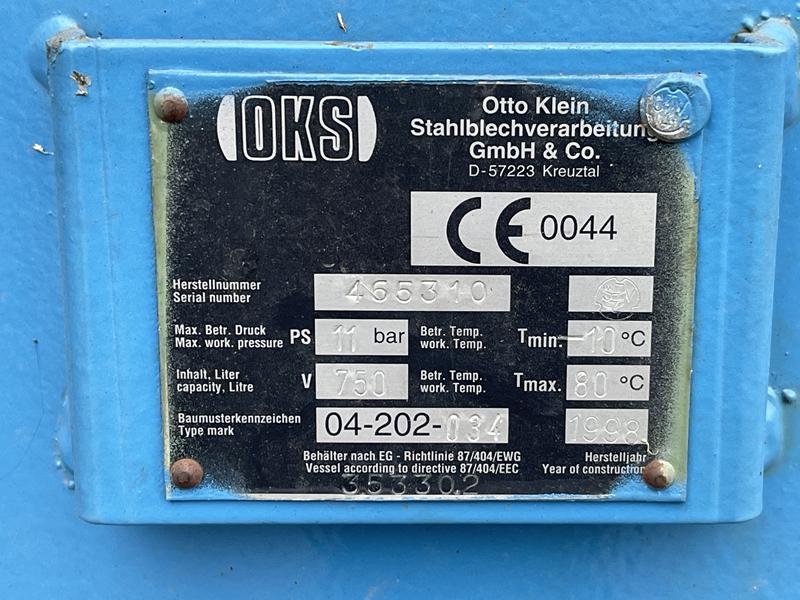 OKS
Otto Klein
Stahlblechverarbeitung
GmbH & Co.
D-57223 Kreuztal
CE 0044
Herstellnummer
Serial number
465310
Max. Betr. Druck
Max. work. pressure
PS 11 bar
Betr. Temp.
work. Temp.
Tmin. -10 °C
Inhalt, Liter
capacity, Litre
V 750
Betr. Temp.
work. Temp.
Tmax. 80 °C
Baumusterkennzeichen
Type mark
04-202-034
1998
Behälter nach EG - Richtlinie 87/404/EWG
Vessel according to directive 87/404/EEC
Herstelljahr
Year of construction
353302